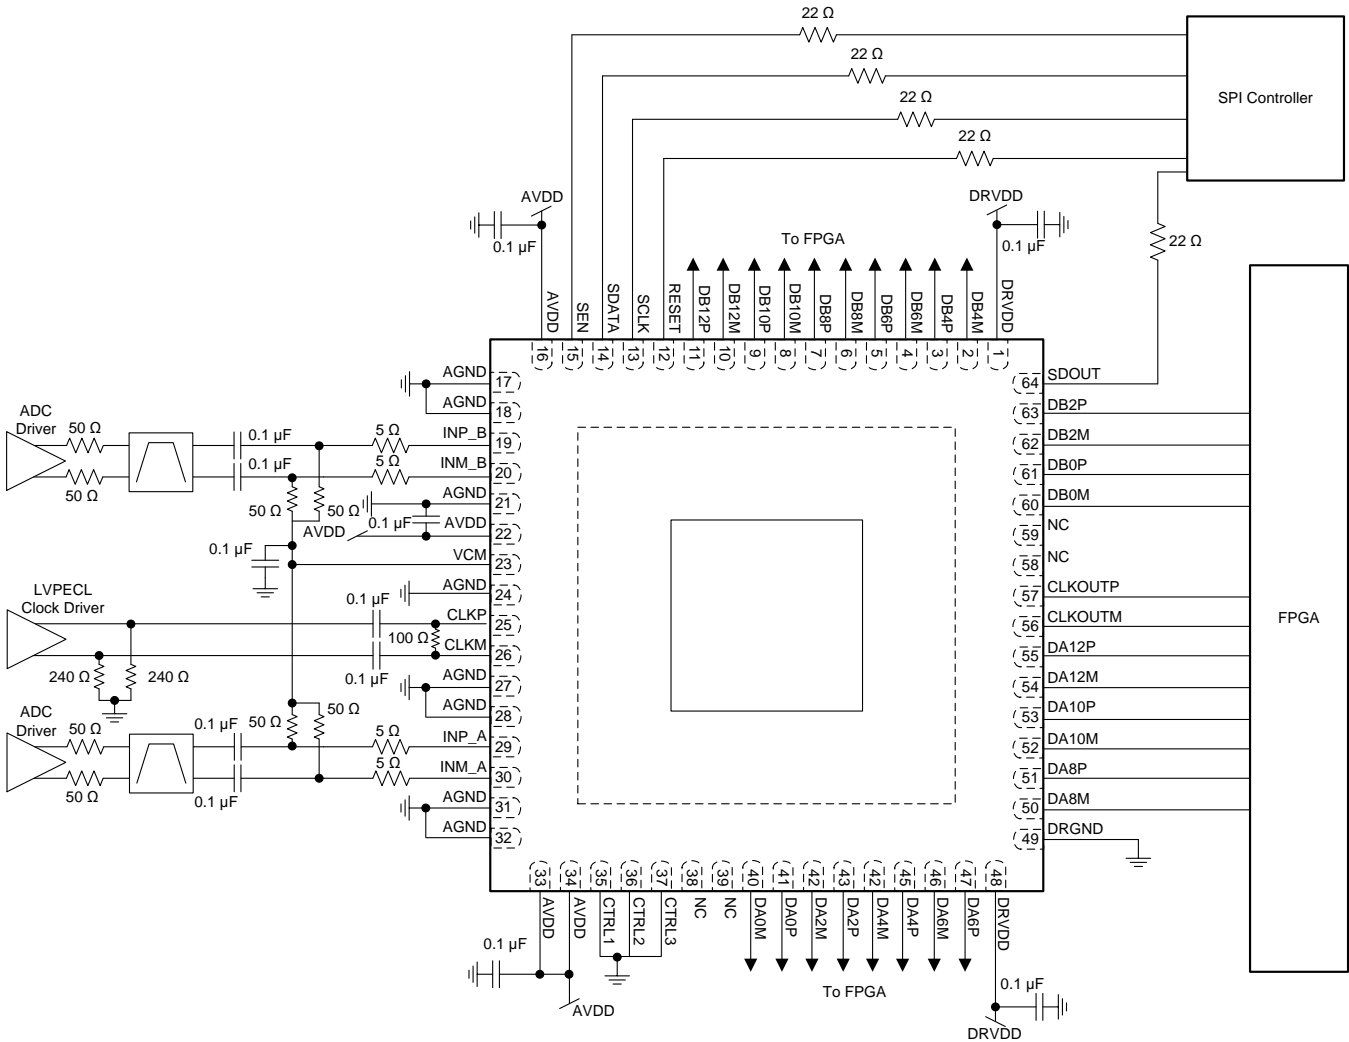 22 Ω
22 Ω
22 Ω
22 Ω
SPI Controller
AVDD
0.1 µF
DRVDD
0.1 µF
22 Ω
To FPGA
AVDD
SEN
SDATA
SCLK
RESET
DB12P
DB12M
DB10P
DB10M
DB8P
DB8M
DB6P
DB6M
DB4P
DB4M
DRVDD
16
15
14
13
12
11
10
9
8
7
6
5
4
3
2
1
AGND
17
AGND
18
INP_B
19
INM_B
20
AGND
21
AVDD
22
VCM
23
AGND
24
CLKP
25
CLKM
26
AGND
27
AGND
28
INP_A
29
INM_A
30
AGND
31
AGND
32
ADC
Driver
50 Ω
50 Ω
0.1 µF
0.1 µF
5 Ω
5 Ω
50 Ω
50 Ω
0.1 µF
AVDD
0.1 µF
LVPECL
Clock Driver
0.1 µF
100 Ω
0.1 µF
240 Ω
240 Ω
ADC
Driver
50 Ω
50 Ω
0.1 µF
0.1 µF
50 Ω
50 Ω
5 Ω
5 Ω
64
SDOUT
63
DB2P
62
DB2M
61
DB0P
60
DB0M
59
NC
58
NC
57
CLKOUTP
56
CLKOUTM
55
DA12P
54
DA12M
53
DA10P
52
DA10M
51
DA8P
50
DA8M
49
DRGND
FPGA
33
34
35
36
37
38
39
40
41
42
43
42
45
46
47
48
AVDD
AVDD
CTRL1
CTRL2
CTRL3
NC
NC
DA0M
DA0P
DA2M
DA2P
DA4M
DA4P
DA6M
DA6P
DRVDD
0.1 µF
AVDD
To FPGA
0.1 µF
DRVDD